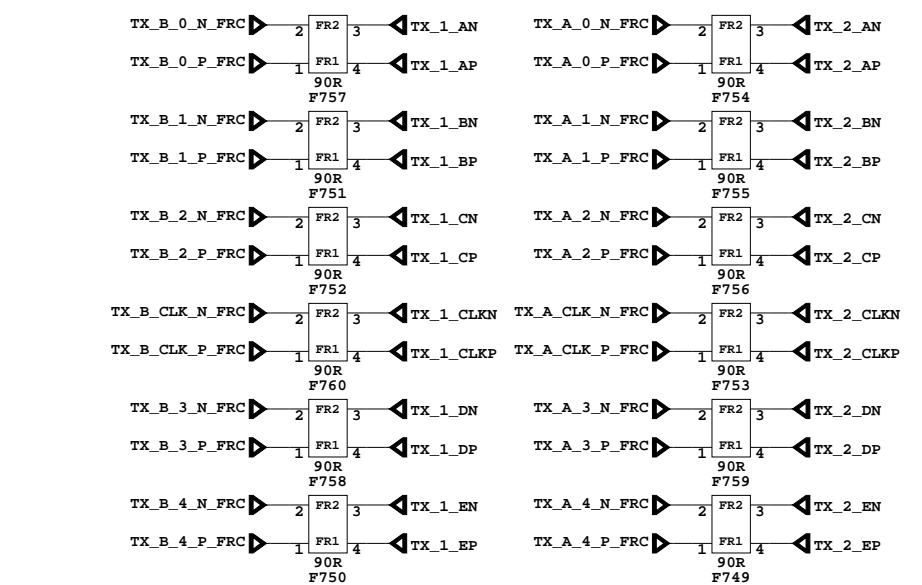 TX_B_0_N_FRC 2 FR2 3 TX_1_AN TX_A_0_N_FRC 2 FR2 3 TX_2_AN
TX_B_0_P_FRC 1 FR1 4 TX_1_AP TX_A_0_P_FRC 1 FR1 4 TX_2_AP
90R 90R
F757 F754
TX_B_1_N_FRC 2 FR2 3 TX_1_BN TX_A_1_N_FRC 2 FR2 3 TX_2_BN
TX_B_1_P_FRC 1 FR1 4 TX_1_BP TX_A_1_P_FRC 1 FR1 4 TX_2_BP
90R 90R
F751 F755
TX_B_2_N_FRC 2 FR2 3 TX_1_CN TX_A_2_N_FRC 2 FR2 3 TX_2_CN
TX_B_2_P_FRC 1 FR1 4 TX_1_CP TX_A_2_P_FRC 1 FR1 4 TX_2_CP
90R 90R
F752 F756
TX_B_CLK_N_FRC 2 FR2 3 TX_1_CLKN TX_A_CLK_N_FRC 2 FR2 3 TX_2_CLKN
TX_B_CLK_P_FRC 1 FR1 4 TX_1_CLKP TX_A_CLK_P_FRC 1 FR1 4 TX_2_CLKP
90R 90R
F760 F753
TX_B_3_N_FRC 2 FR2 3 TX_1_DN TX_A_3_N_FRC 2 FR2 3 TX_2_DN
TX_B_3_P_FRC 1 FR1 4 TX_1_DP TX_A_3_P_FRC 1 FR1 4 TX_2_DP
90R 90R
F758 F759
TX_B_4_N_FRC 2 FR2 3 TX_1_EN TX_A_4_N_FRC 2 FR2 3 TX_2_EN
TX_B_4_P_FRC 1 FR1 4 TX_1_EP TX_A_4_P_FRC 1 FR1 4 TX_2_EP
90R 90R
F750 F749